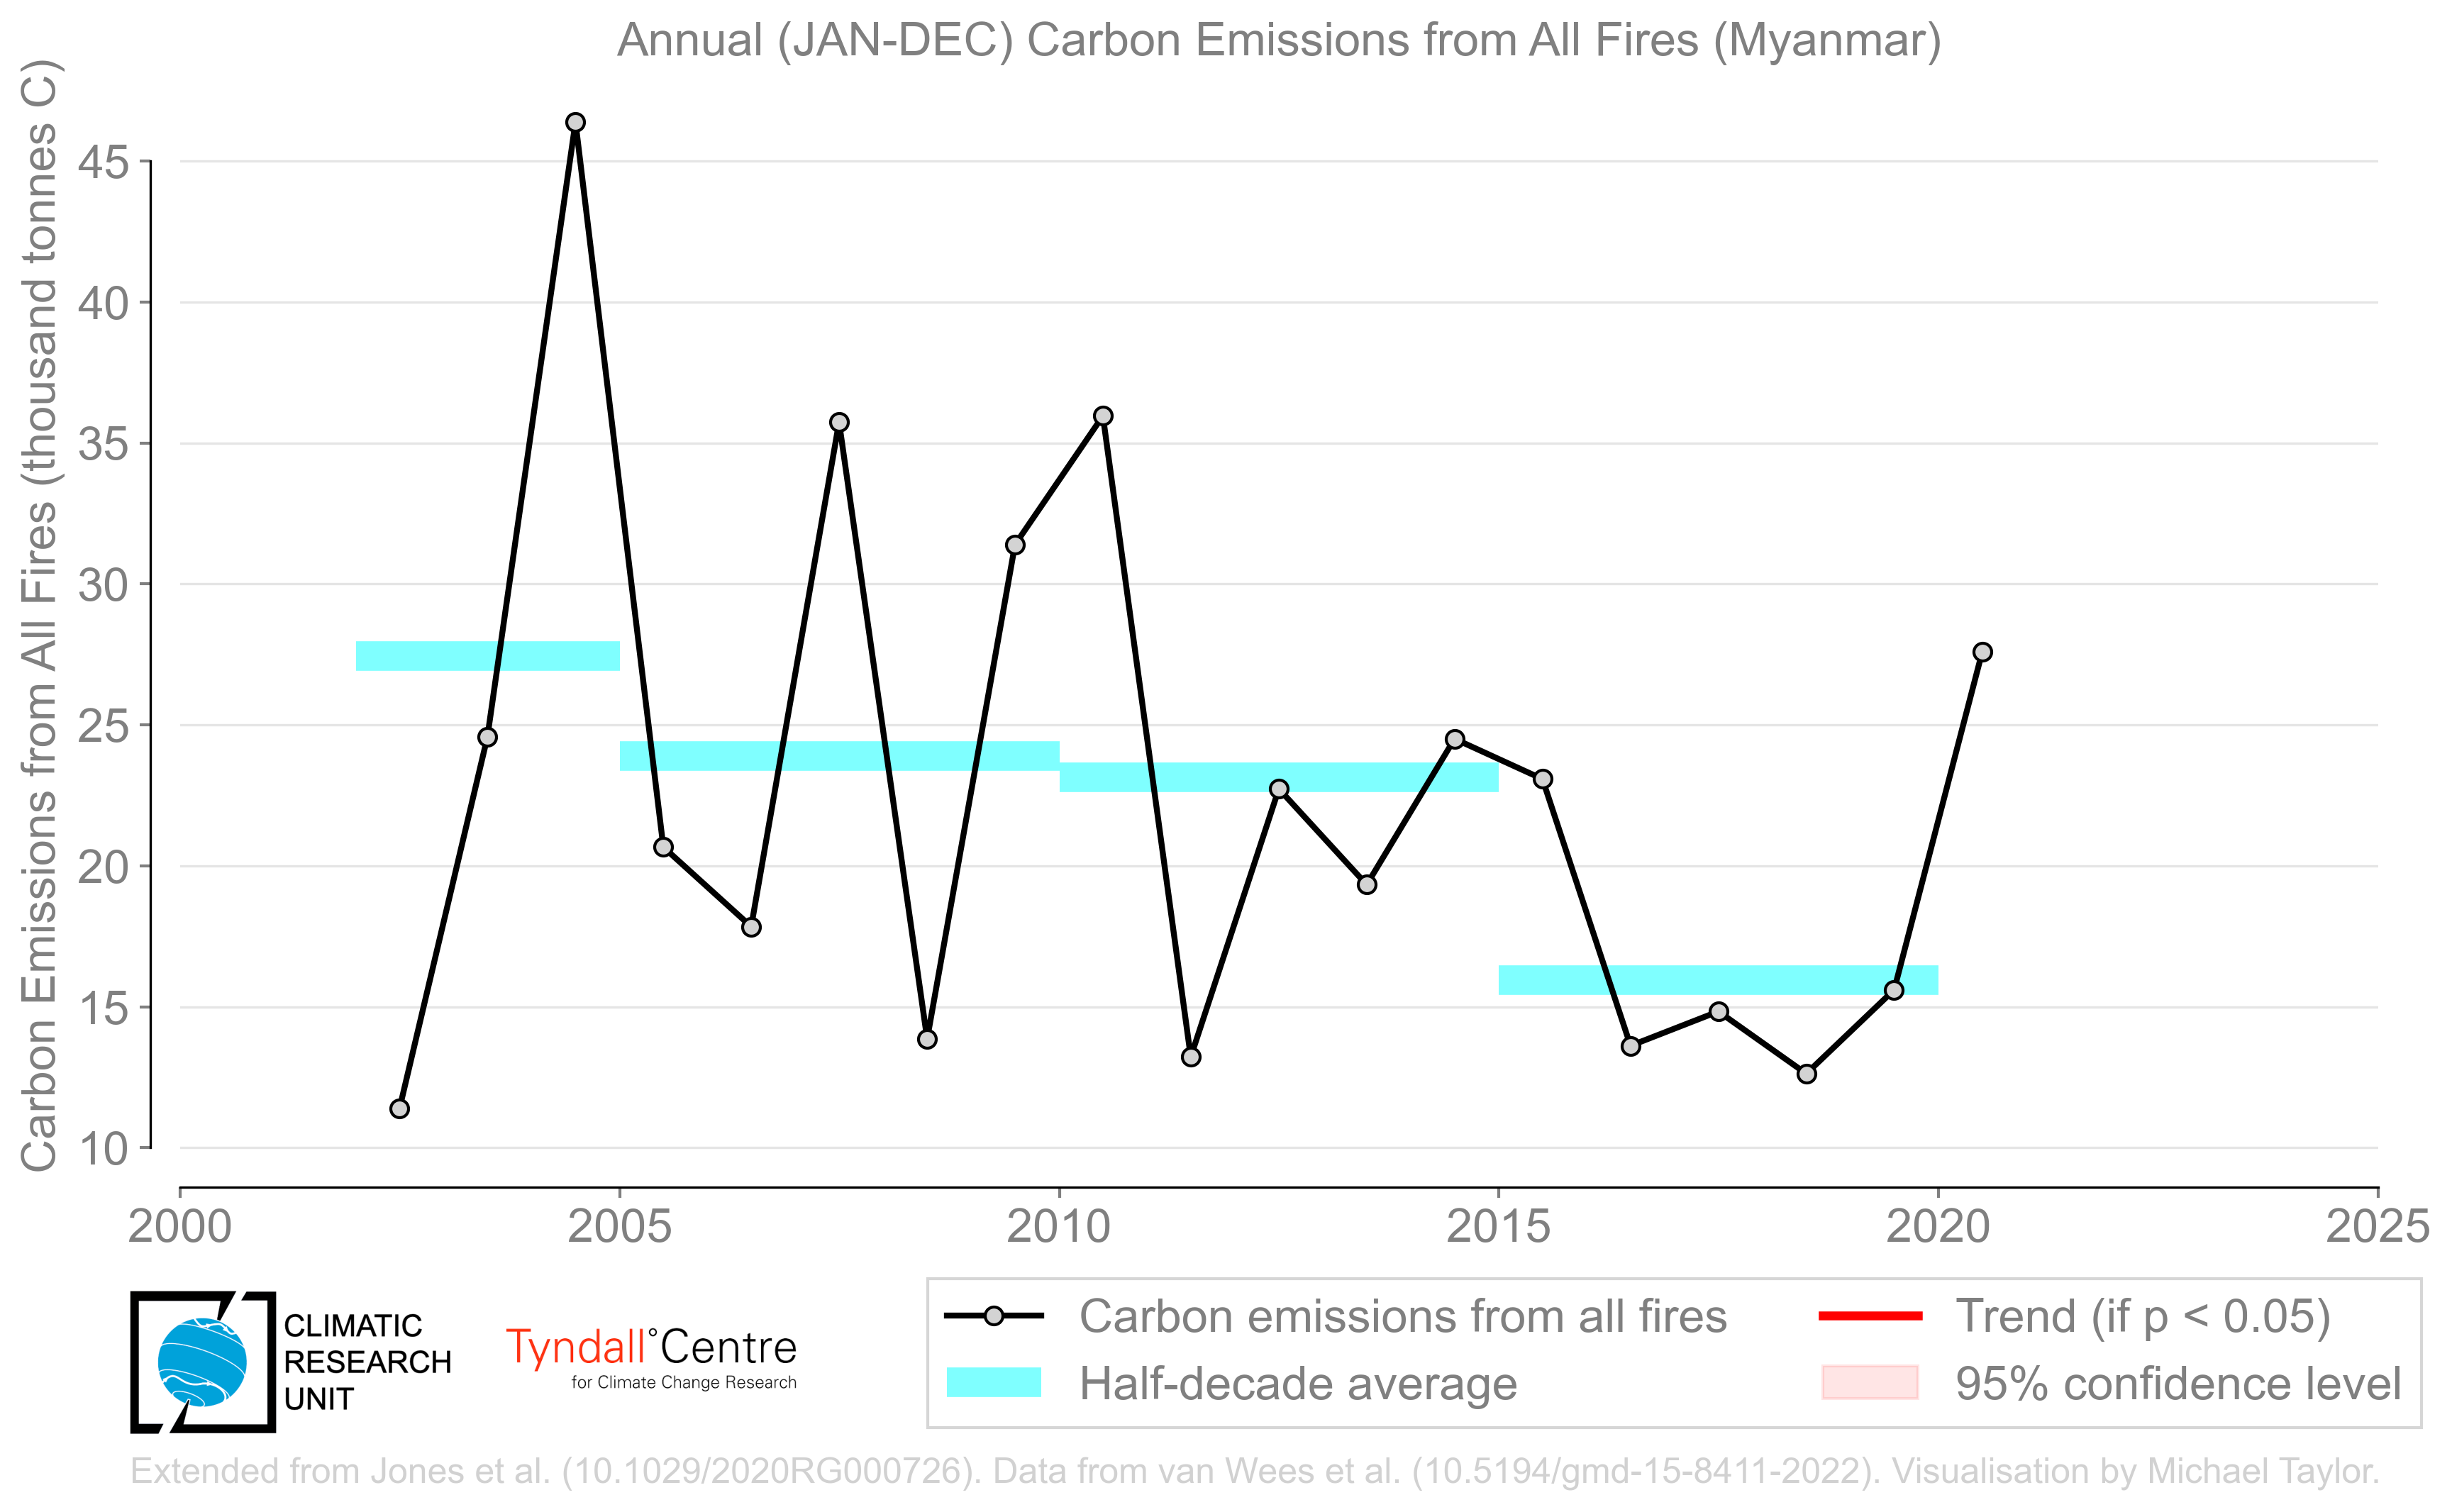 Annual (JAN-DEC) Carbon Emissions from All Fires (Myanmar)
Carbon Emissions from All Fires (thousand tonnes C)
45
40
35
30
25
20
15
10
2000 2005 2010 2015 2020 2025
CLIMATIC
RESEARCH
UNIT
Tyndall°Centre
for Climate Change Research
Carbon emissions from all fires
Half-decade average
Trend (if p < 0.05)
95% confidence level
Extended from Jones et al. (10.1029/2020RG000726). Data from van Wees et al. (10.5194/gmd-15-8411-2022). Visualisation by Michael Taylor.